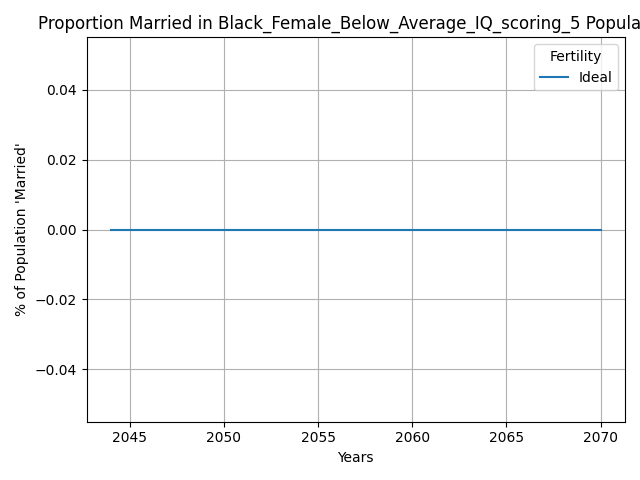 Proportion Married in Black_Female_Below_Average_IQ_scoring_5 Popula
Fertility
Ideal
0.04
0.02
0.00
−0.02
−0.04
% of Population 'Married'
2045 2050 2055 2060 2065 2070
Years